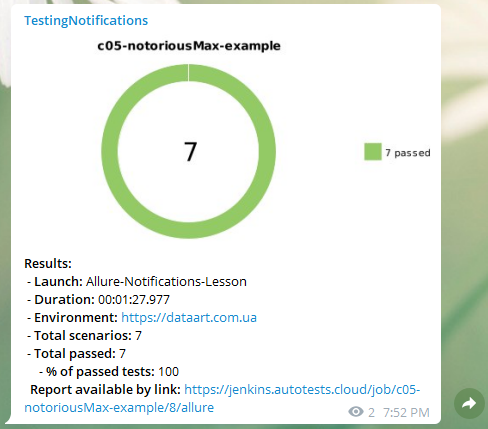 TestingNotifications
c05-notoriousMax-example
7
7 passed
Results:
- Launch: Allure-Notifications-Lesson
- Duration: 00:01:27.977
- Environment: https://dataart.com.ua
- Total scenarios: 7
- Total passed: 7
- % of passed tests: 100
Report available by link: https://jenkins.autotests.cloud/job/c05-
notoriousMax-example/8/allure
2 7:52 PM